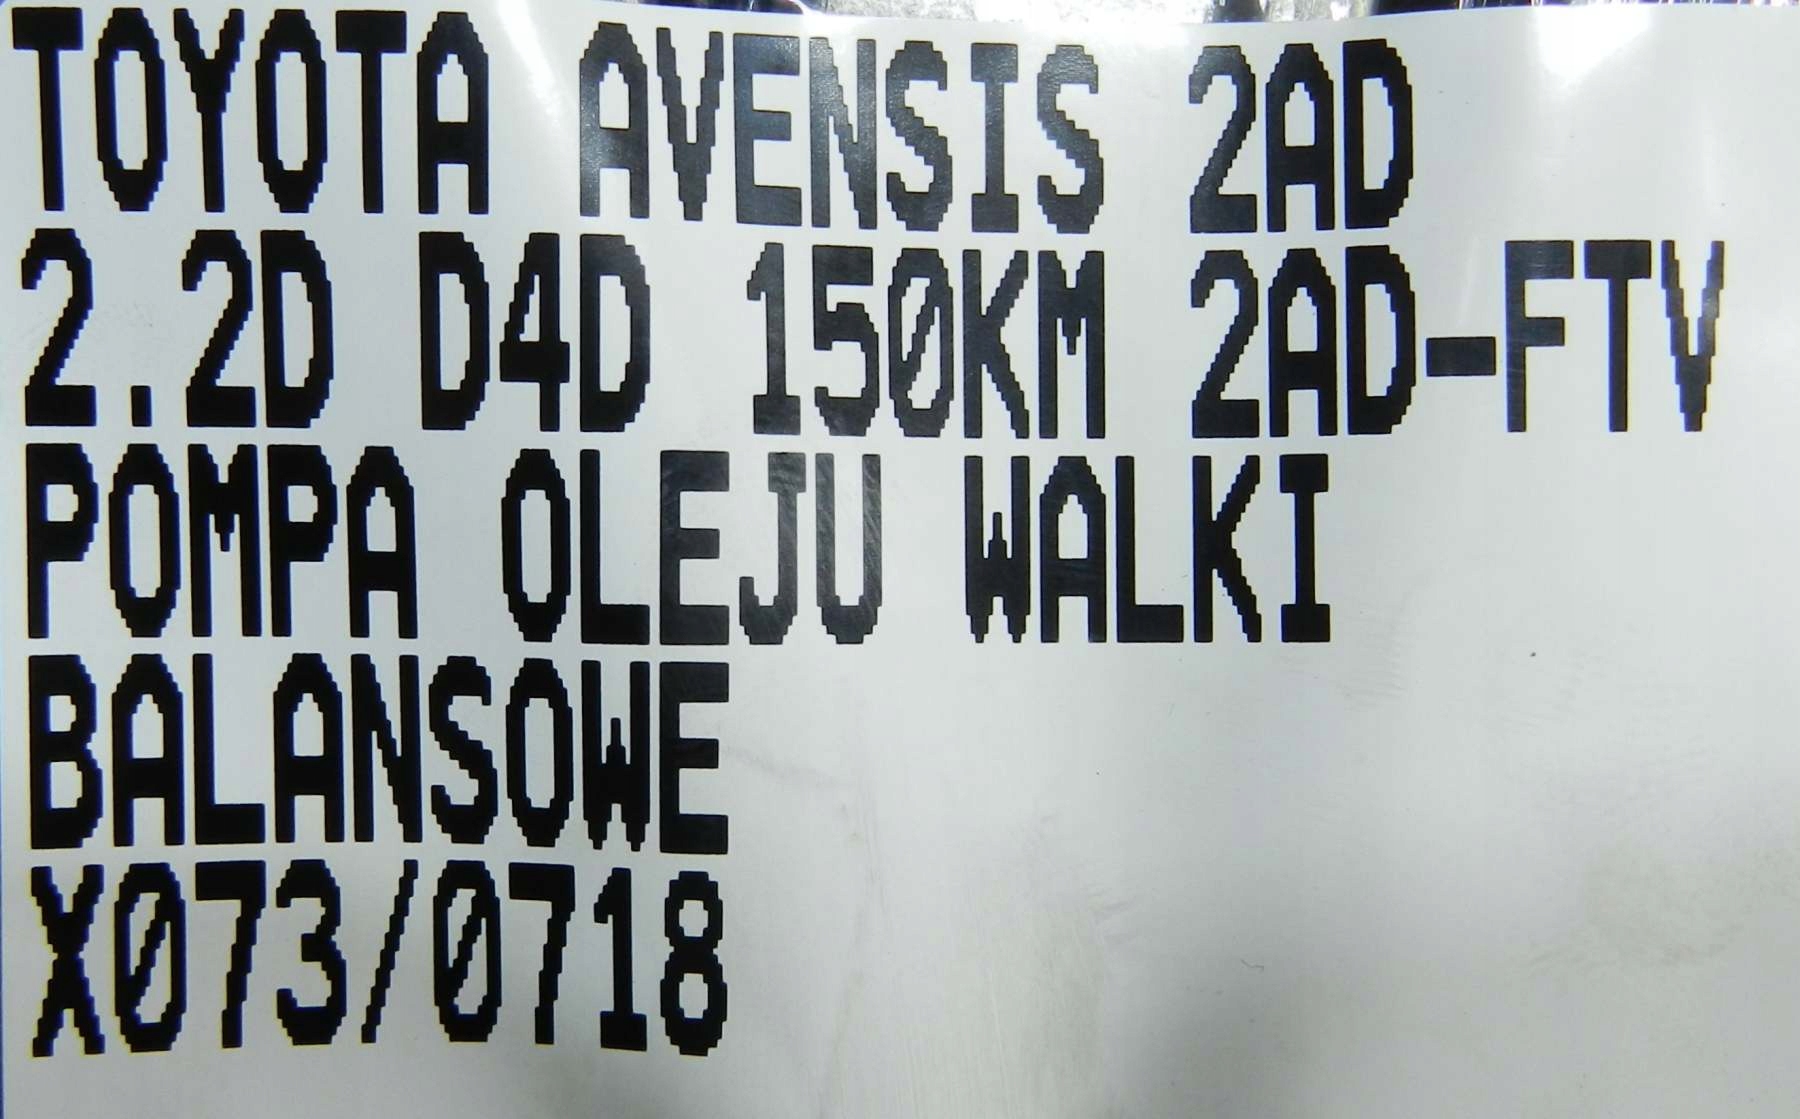 TOYOTA AVENSIS 2AD
2.2D D4D 150KM 2AD-FTV
POMPA OLEJU WALKI
BALANSOWE
X073/0718